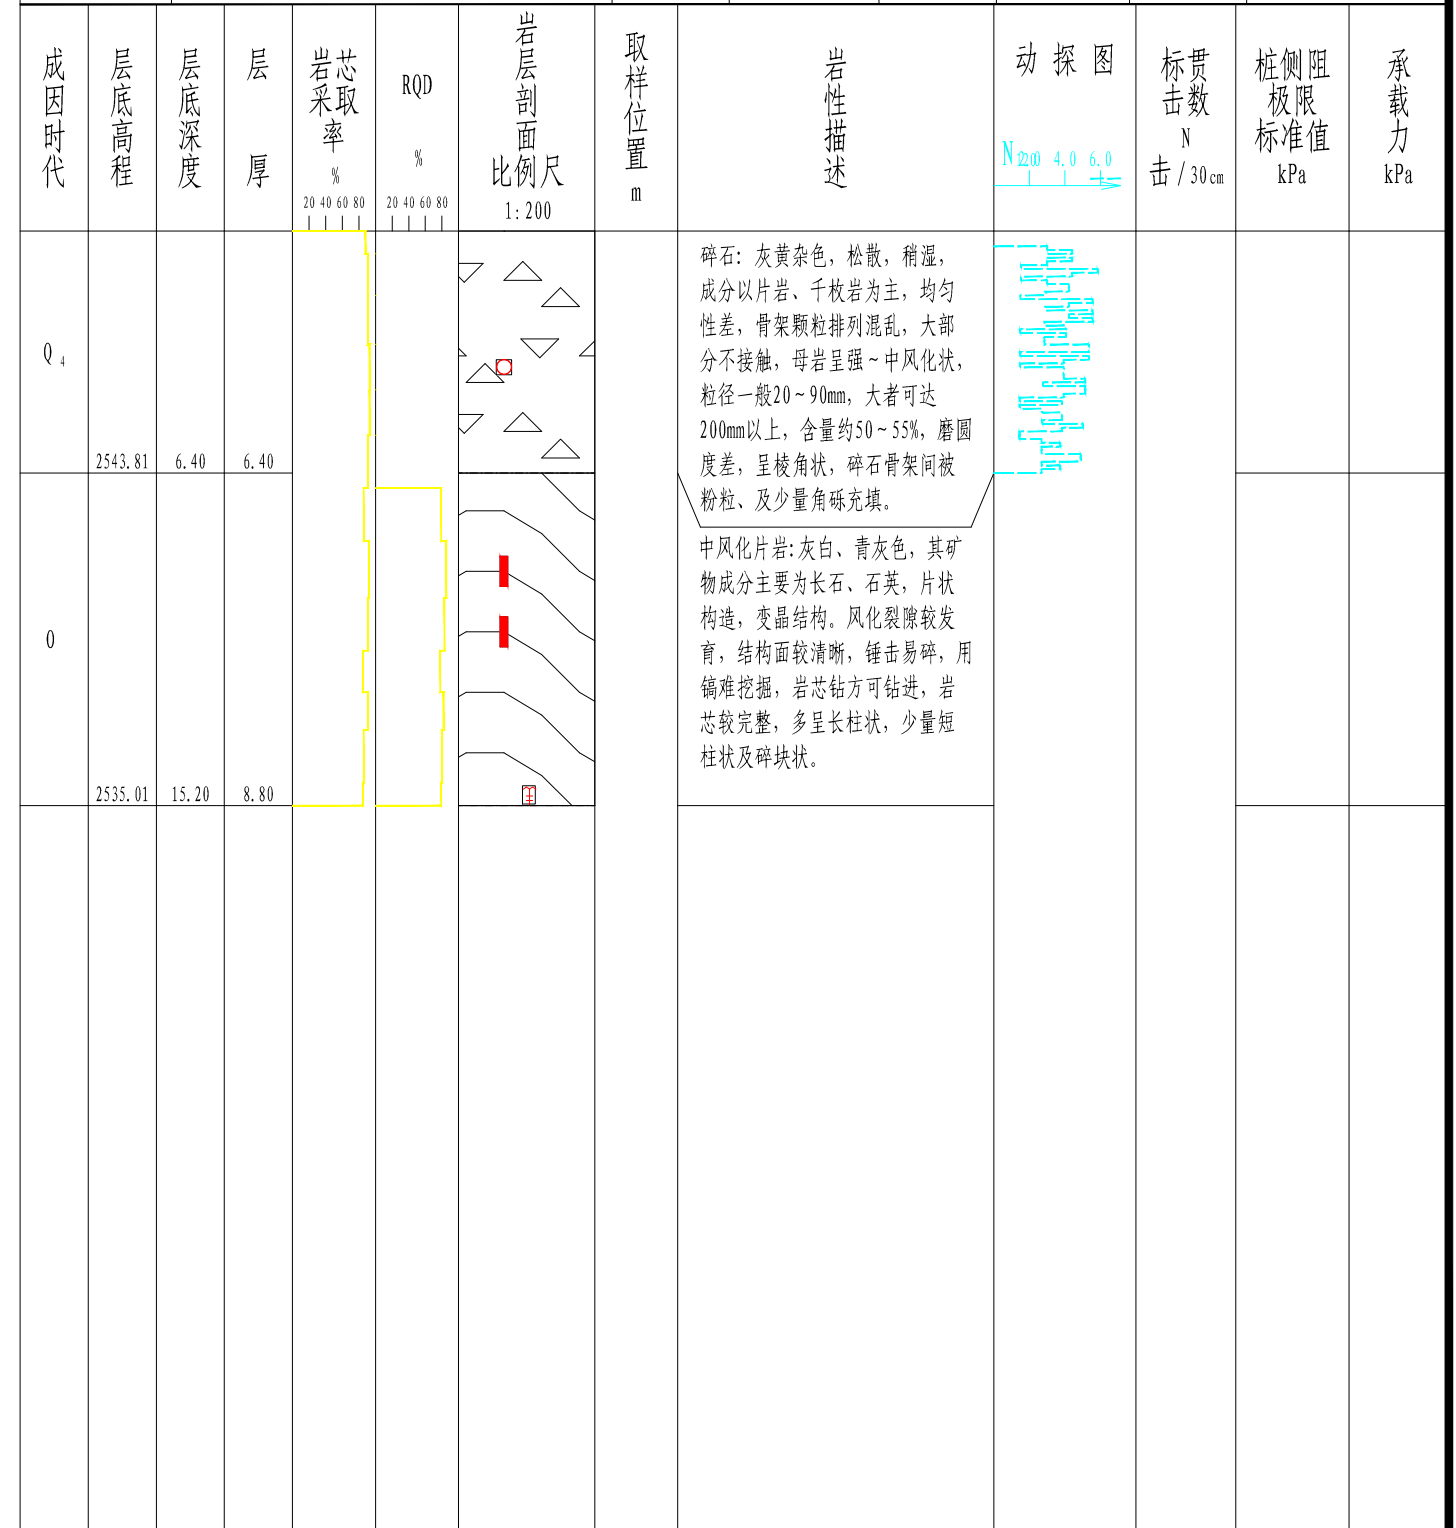 成因时代
层底高程
层底深度
层厚
岩芯
采取
率
%
20 40 60 80
RQD
%
20 40 60 80
岩层剖面
比例尺
1:200
取样位置
m
岩性描述
动 探 图
4.0 6.0
标贯
击数
N
击/30cm
桩侧阻
极限
标准值
kPa
承载力
kPa
Q4
2543.81 6.40 6.40
碎石：灰黄杂色，松散，稍湿，
成分以片岩、千枚岩为主，均匀
性差，骨架颗粒排列混乱，大部
分不接触，母岩呈强～中风化状，
粒径一般20～90mm，大者可达
200mm以上，含量约50～55%，磨圆
度差，呈棱角状，碎石骨架间被
粉粒、及少量角砾充填。
O
2535.01 15.20 8.80
中风化片岩:灰白、青灰色，其矿
物成分主要为长石、石英，片状
构造，变晶结构。风化裂隙较发
育，结构面较清晰，锤击易碎，用
镐难挖掘，岩芯钻方可钻进，岩
芯较完整，多呈长柱状，少量短
柱状及碎块状。